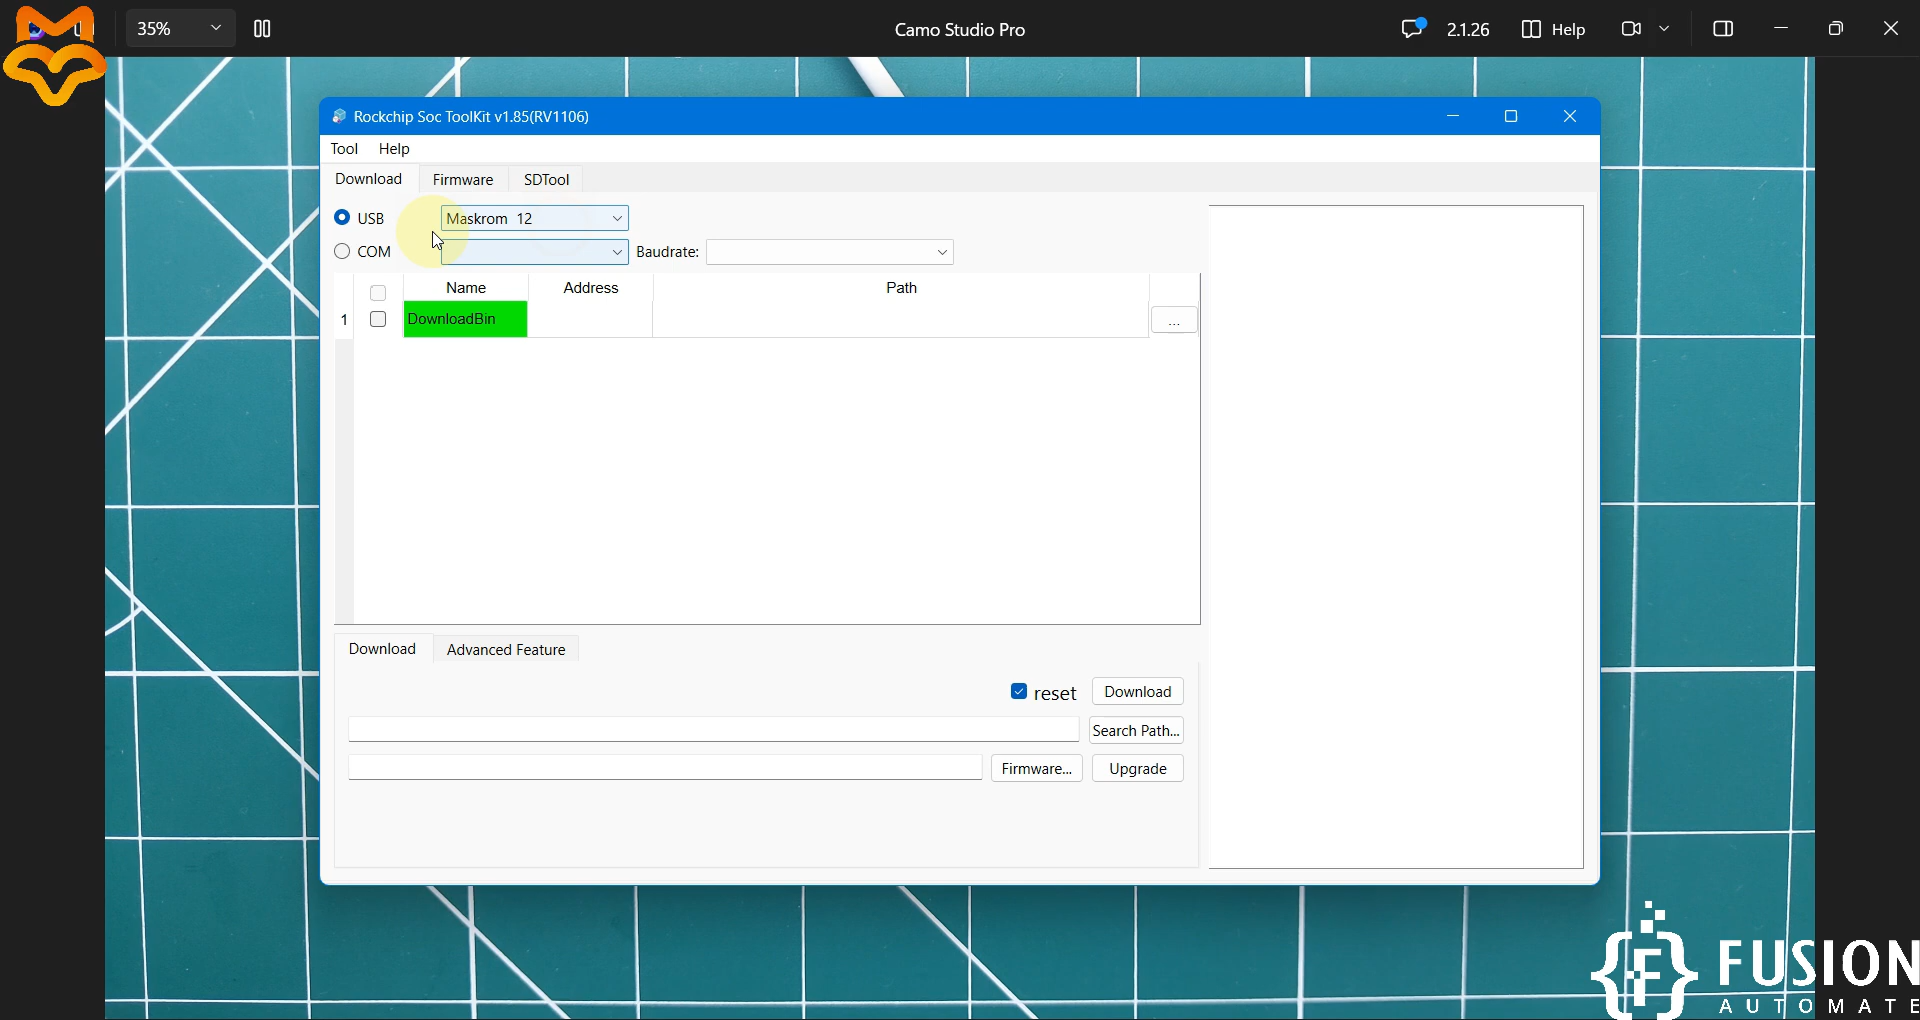 35%
Camo Studio Pro
2.1.26
Help
Rockchip Soc ToolKit v1.85(RV1106)
Tool Help
Download Firmware SDTool
USB Maskrom 12
COM Baudrate:
Name Address Path
1 DownloadBin ...
Download Advanced Feature
reset Download
Search Path...
Firmware... Upgrade
FUSION
AUTOMATE